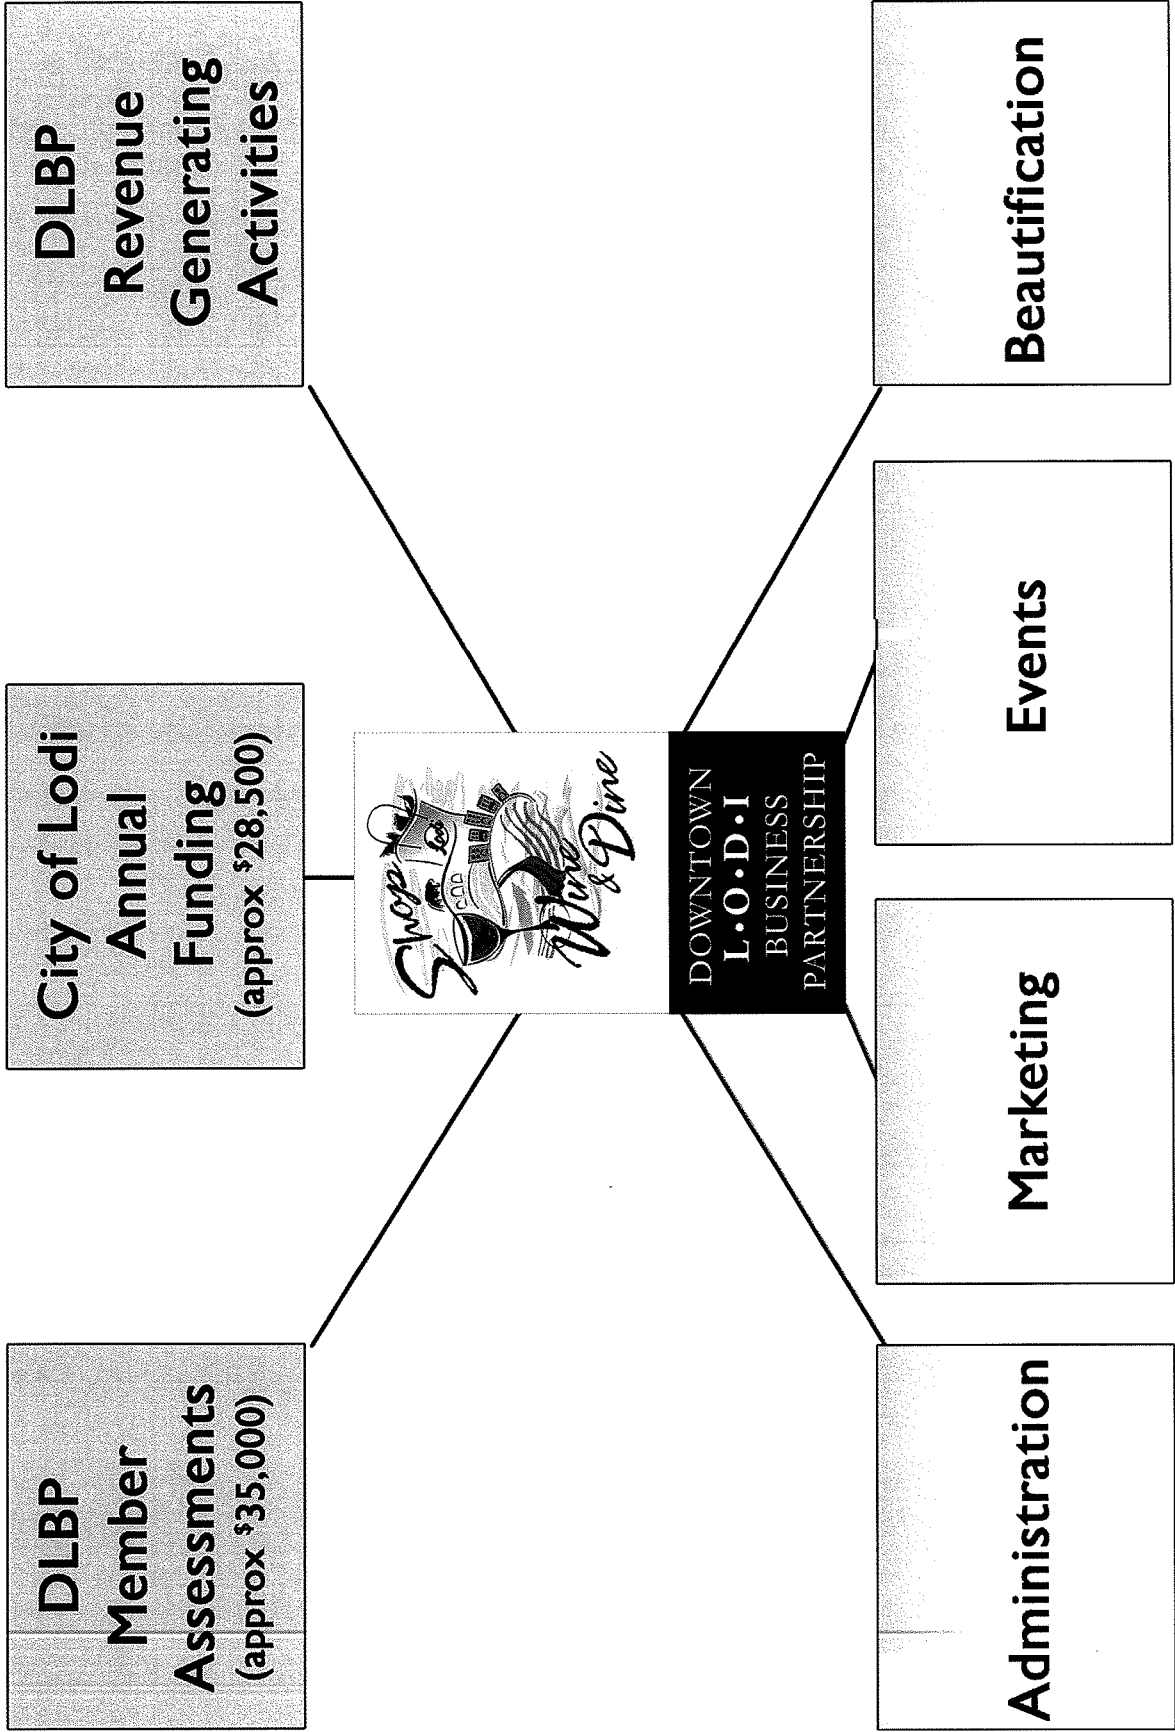 DLBP
Member
Assessments
(approx $35,000)
City of Lodi
Annual
Funding
(approx $28,500)
DLBP
Revenue
Generating
Activities
Shop
Lodi
Wine
& Dine
DOWNTOWN
L•O•D•I
BUSINESS
PARTNERSHIP
Administration
Marketing
Events
Beautification